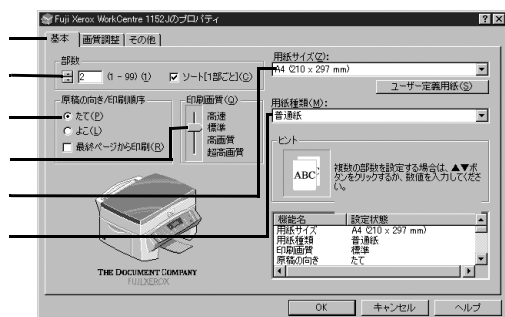 Fuji Xerox WorkCentre 1152Jのプロパティ
基本 画質調整 その他
部数
2 (1 - 99) (1) ソート[1部ごと](C)
原稿の向き/印刷順序
たて(P)
よこ(L)
最終ページから印刷(R)
印刷画質(Q)
高速
標準
高画質
超高画質
THE DOCUMENT COMPANY
FUJI XEROX
用紙サイズ(Z):
A4 (210 x 297 mm)
ユーザー定義用紙(S)
用紙種類(M):
普通紙
ヒント
ABC
複数の部数を設定する場合は、▲▼ボ
タンをクリックするか、数値を入力してくださ
い。
機能名 設定状態
用紙サイズ A4 (210 x 297 mm)
用紙種類 普通紙
印刷画質 標準
原稿の向き たて
OK キャンセル ヘルプ